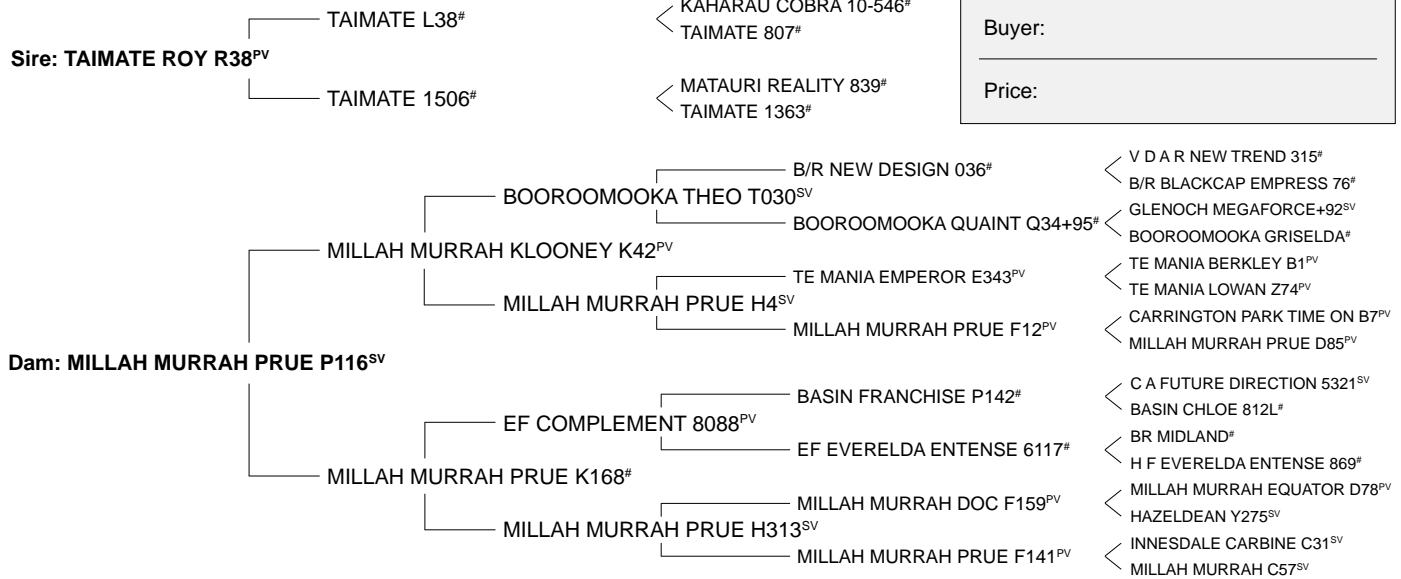 KAHARAU COBRA 10-546#
TAIMATE L38#
TAIMATE 807#
Buyer:
Sire: TAIMATE ROY R38PV
MATAURI REALITY 839#
TAIMATE 1506#
TAIMATE 1363#
Price:
V D A R NEW TREND 315#
B/R NEW DESIGN 036#
B/R BLACKCAP EMPRESS 76#
BOOROOMOOKA THEO T030SV
GLENOCH MEGAFORCE+92SV
BOOROOMOOKA QUAINT Q34+95#
BOOROOMOOKA GRISELDA#
MILLAH MURRAH KLOONEY K42PV
TE MANIA BERKLEY B1PV
TE MANIA EMPEROR E343PV
TE MANIA LOWAN Z74PV
MILLAH MURRAH PRUE H4SV
CARRINGTON PARK TIME ON B7PV
MILLAH MURRAH PRUE F12PV
MILLAH MURRAH PRUE D85PV
Dam: MILLAH MURRAH PRUE P116SV
C A FUTURE DIRECTION 5321SV
BASIN FRANCHISE P142#
BASIN CHLOE 812L#
EF COMPLEMENT 8088PV
BR MIDLAND#
EF EVERELDA ENTENSE 6117#
H F EVERELDA ENTENSE 869#
MILLAH MURRAH PRUE K168#
MILLAH MURRAH EQUATOR D78PV
MILLAH MURRAH DOC F159PV
HAZELDEAN Y275SV
MILLAH MURRAH PRUE H313SV
INNESDALE CARBINE C31SV
MILLAH MURRAH PRUE F141PV
MILLAH MURRAH C57SV